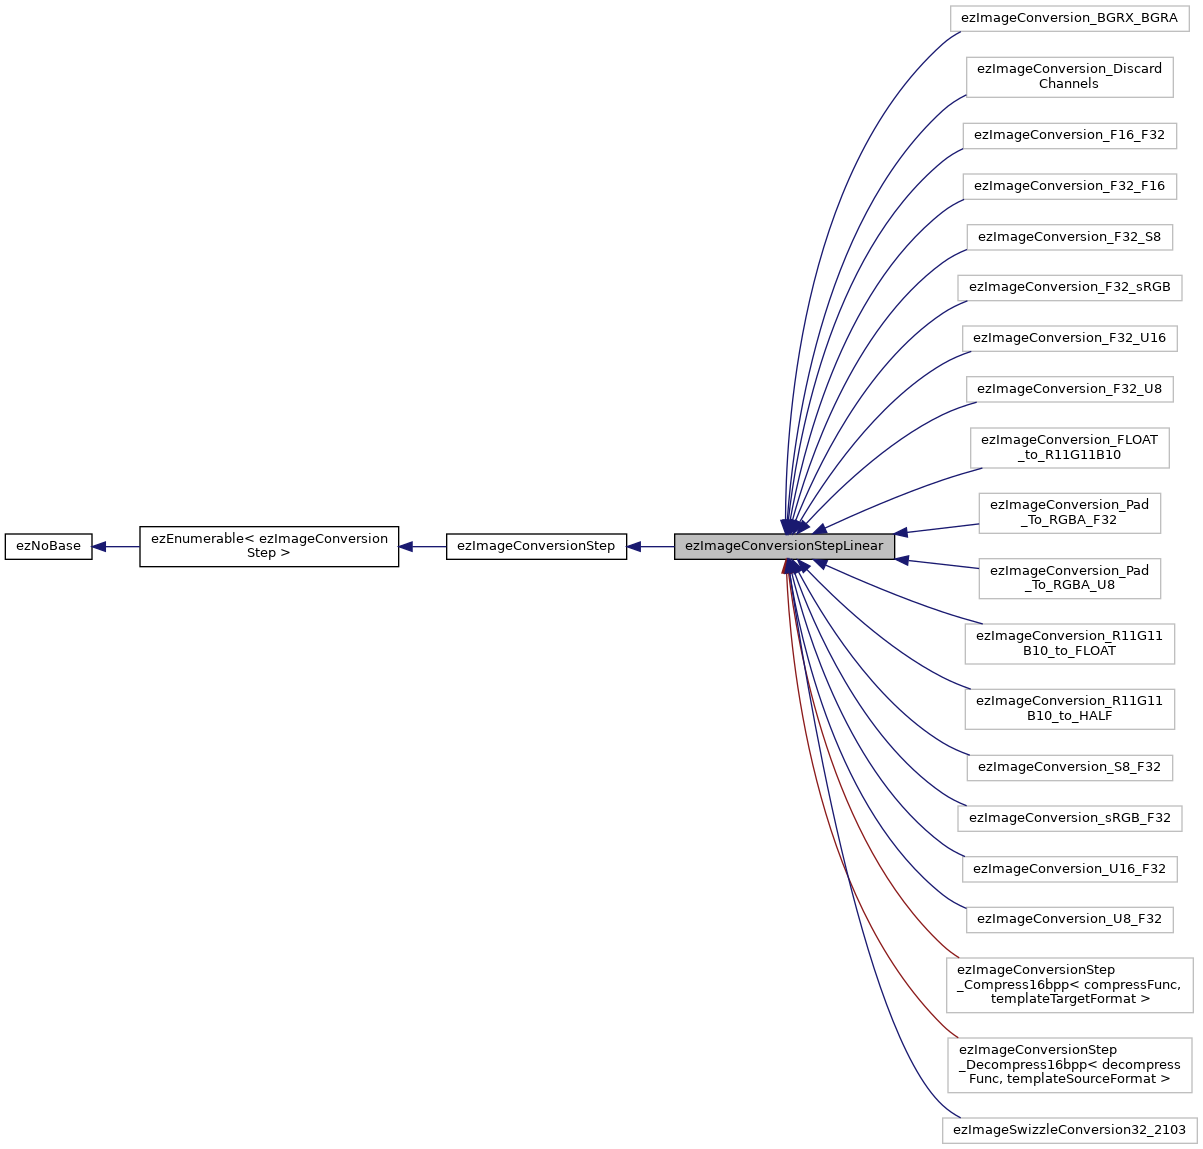 ezImageConversion_BGRX_BGRA
ezImageConversion_Discard
Channels
ezImageConversion_F16_F32
ezImageConversion_F32_F16
ezImageConversion_F32_S8
ezImageConversion_F32_sRGB
ezImageConversion_F32_U16
ezImageConversion_F32_U8
ezImageConversion_FLOAT
_to_R11G11B10
ezImageConversion_Pad
_To_RGBA_F32
ezNoBase
ezEnumerable< ezImageConversion
Step >
ezImageConversionStep
ezImageConversionStepLinear
ezImageConversion_Pad
_To_RGBA_U8
ezImageConversion_R11G11
B10_to_FLOAT
ezImageConversion_R11G11
B10_to_HALF
ezImageConversion_S8_F32
ezImageConversion_sRGB_F32
ezImageConversion_U16_F32
ezImageConversion_U8_F32
ezImageConversionStep
_Compress16bpp< compressFunc,
templateTargetFormat >
ezImageConversionStep
_Decompress16bpp< decompress
Func, templateSourceFormat >
ezImageSwizzleConversion32_2103